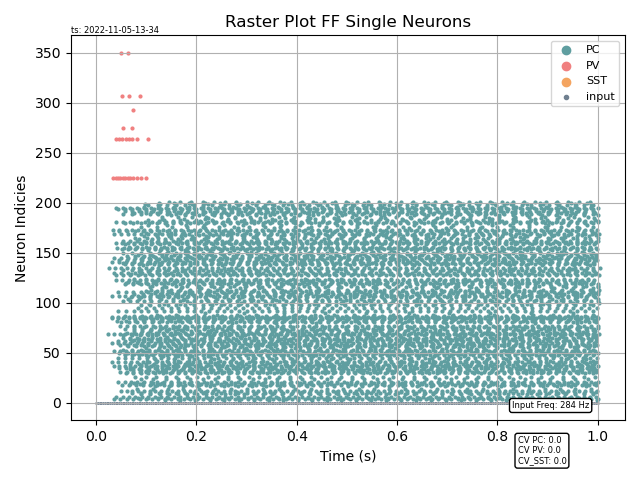 Raster Plot FF Single Neurons
ts: 2022-11-05-13-34
PC
PV
SST
input
Neuron Indicies
350
300
250
200
150
100
50
0
Input Freq: 284 Hz
0.0 0.2 0.4 0.6 0.8 1.0
Time (s)
CV PC: 0.0
CV PV: 0.0
CV_SST: 0.0